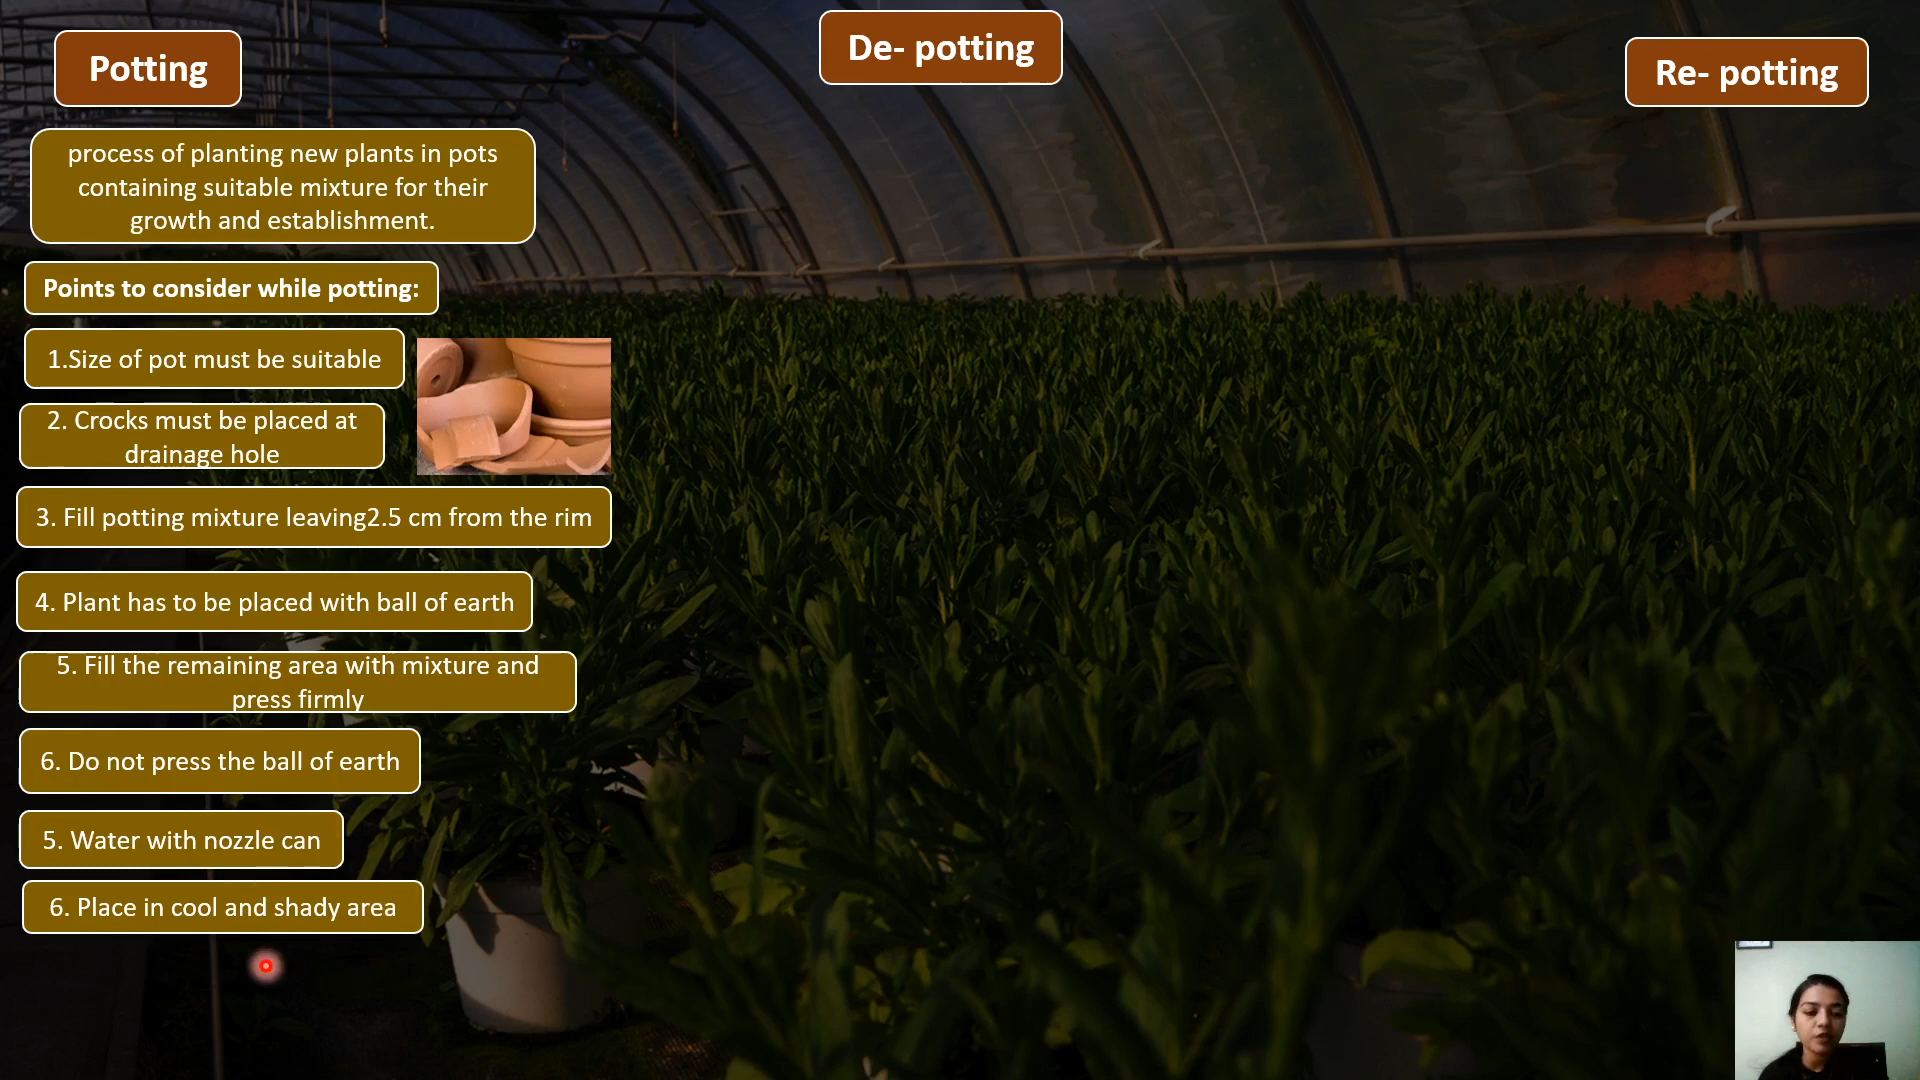 Potting
De- potting
Re- potting
process of planting new plants in pots
containing suitable mixture for their
growth and establishment.
Points to consider while potting:
1.Size of pot must be suitable
2. Crocks must be placed at
drainage hole
3. Fill potting mixture leaving2.5 cm from the rim
4. Plant has to be placed with ball of earth
5. Fill the remaining area with mixture and
press firmly
6. Do not press the ball of earth
5. Water with nozzle can
6. Place in cool and shady area